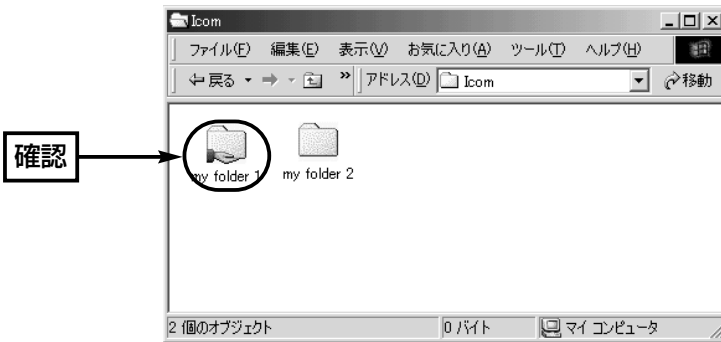 Icom
ファイル(F) 編集(E) 表示(V) お気に入り(A) ツール(T) ヘルプ(H)
戻る » アドレス(D) Icom 移動
確認
my folder 1 my folder 2
2 個のオブジェクト 0 バイト マイ コンピュータ